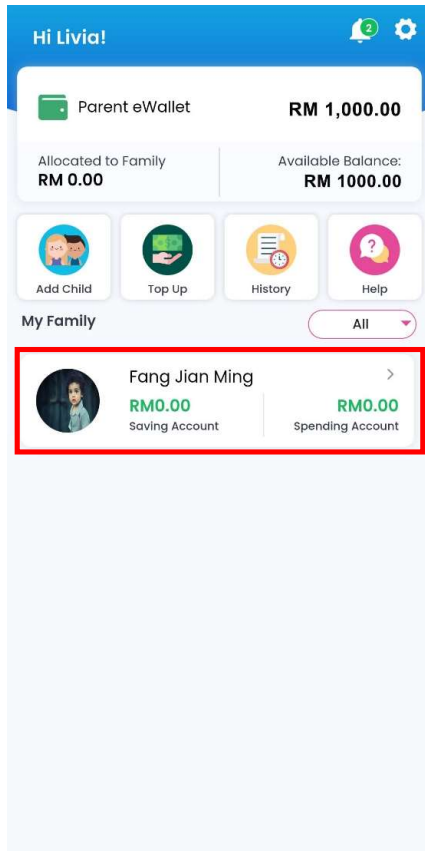 Hi Livia!
2
Parent eWallet RM 1,000.00
Allocated to Family Available Balance:
RM 0.00 RM 1000.00
Add Child Top Up History Help
My Family All
Fang Jian Ming
RM0.00 RM0.00
Saving Account Spending Account